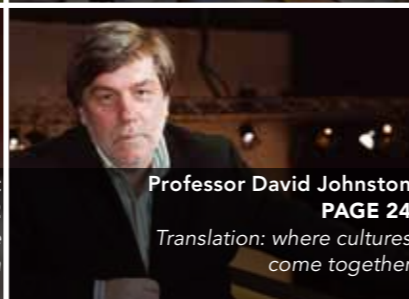 Professor David Johnston
PAGE 24
Translation: where cultures
come together